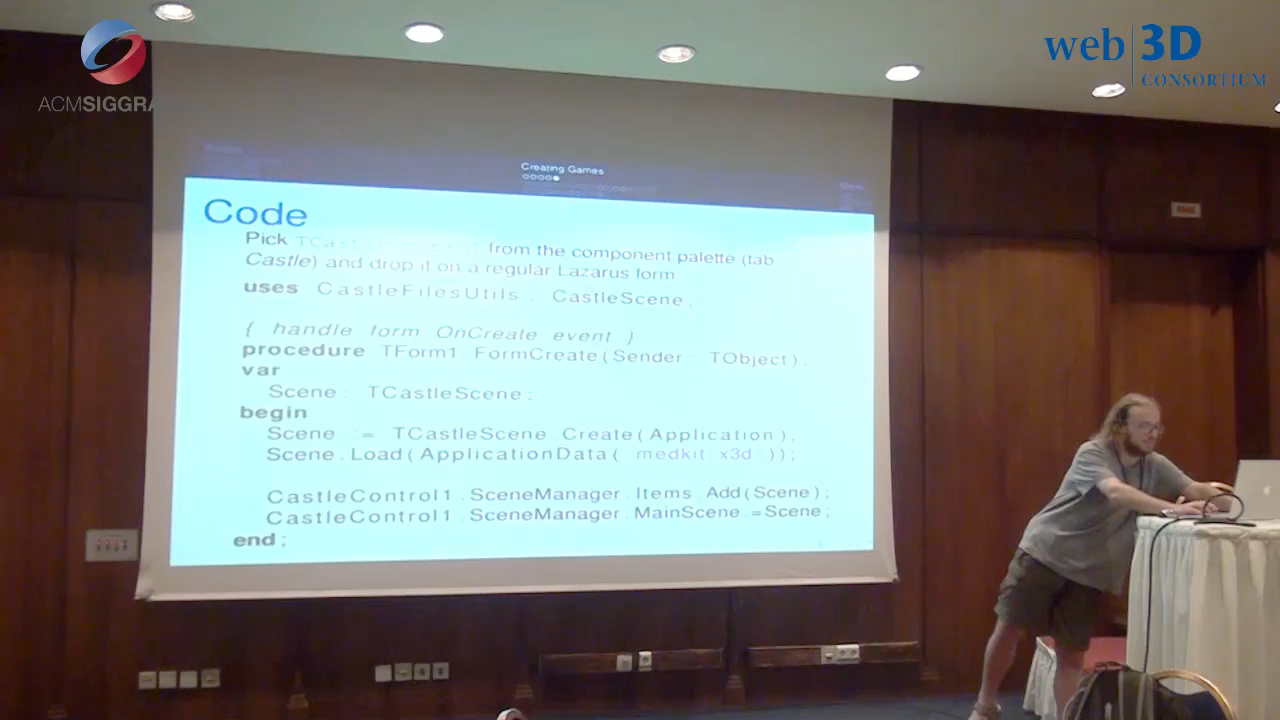 ACMSIGGRA
web 3D
CONSORTIUM
Creating Games
Code
Pick from the component palette (tab
Castle) and drop it on a regular Lazarus form
uses CastleFilesUtils, CastleScene,
{ handle form OnCreate event }
procedure TForm1.FormCreate(Sender TObject),
var
Scene: TCastleScene;
begin
Scene := TCastleScene Create(Application),
Scene.Load(ApplicationData( medkit x3d ));
CastleControl1.SceneManager.Items Add(Scene);
CastleControl1.SceneManager.MainScene =Scene;
end;